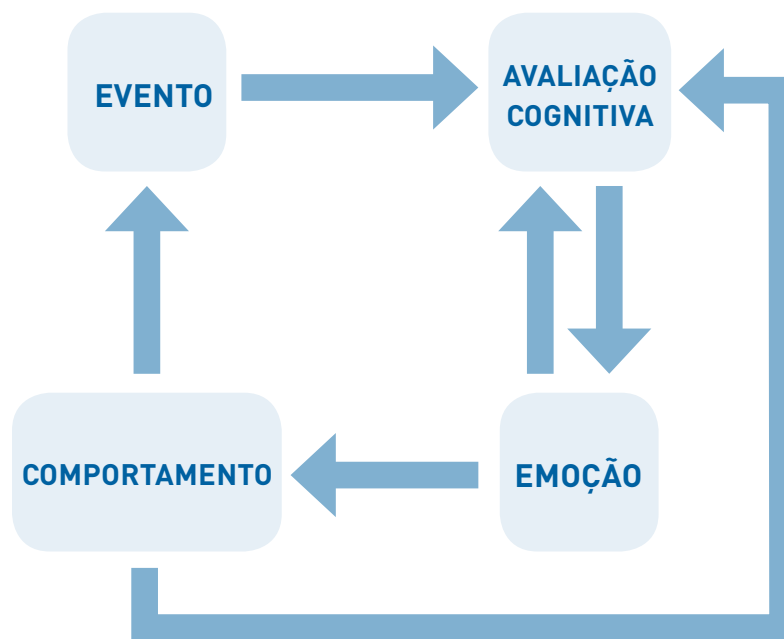 EVENTO
AVALIAÇÃO
COGNITIVA
COMPORTAMENTO
EMOÇÃO